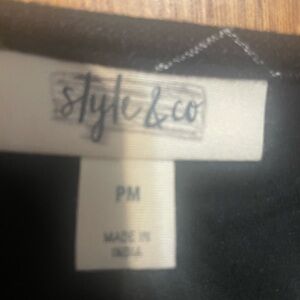 style & co
PM
MADE IN
INDIA